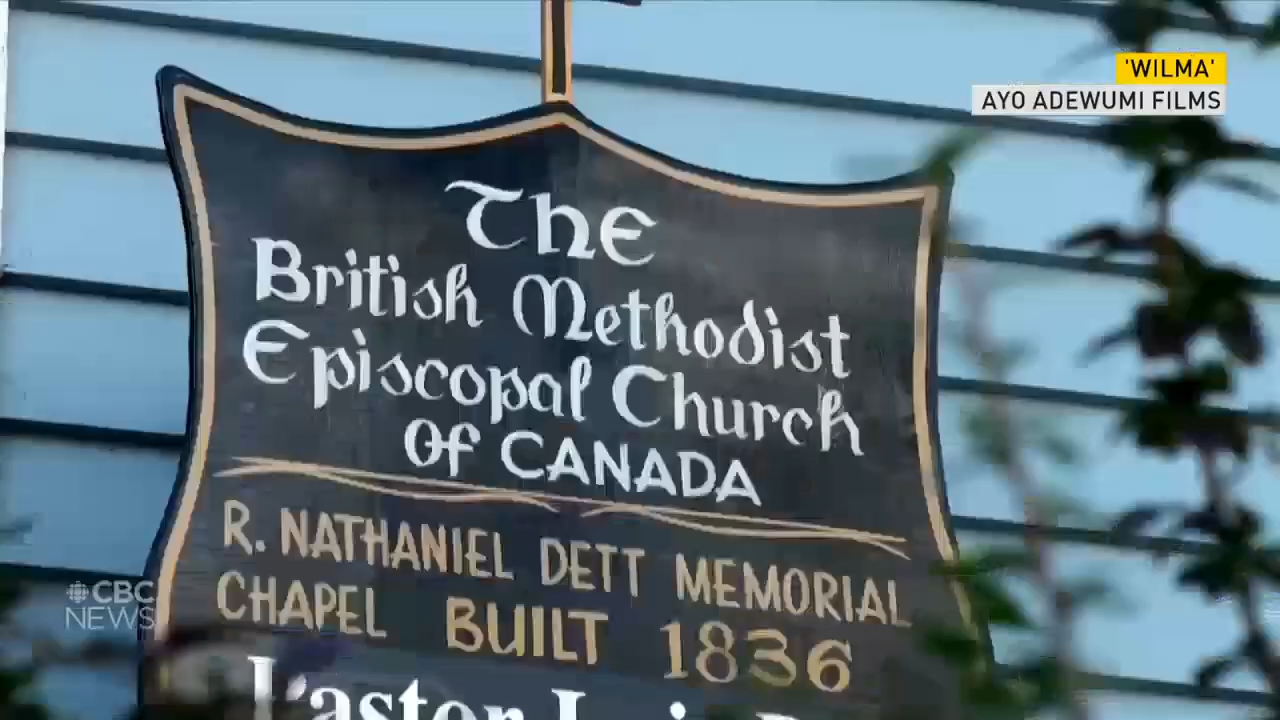 'WILMA'
AYO ADEWUMI FILMS
The
British Methodist
Episcopal Church
Of CANADA
R. NATHANIEL DETT MEMORIAL
CHAPEL BUILT 1836
CBC
NEWS